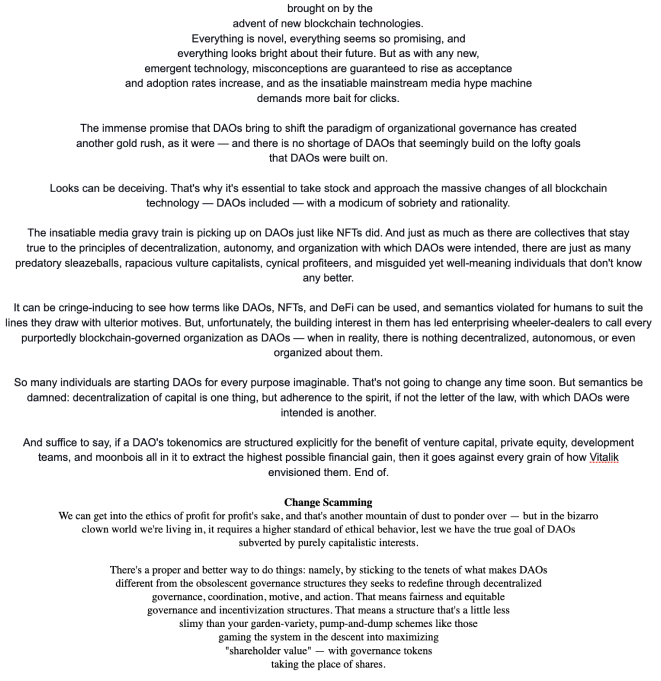 brought on by the
advent of new blockchain technologies.
Everything is novel, everything seems so promising, and
everything looks bright about their future. But as with any new,
emergent technology, misconceptions are guaranteed to rise as acceptance
and adoption rates increase, and as the insatiable mainstream media hype machine
demands more bait for clicks.
The immense promise that DAOs bring to shift the paradigm of organizational governance has created
another gold rush, as it were — and there is no shortage of DAOs that seemingly build on the lofty goals
that DAOs were built on.
Looks can be deceiving. That's why it's essential to take stock and approach the massive changes of all blockchain
technology — DAOs included — with a modicum of sobriety and rationality.
The insatiable media gravy train is picking up on DAOs just like NFTs did. And just as much as there are collectives that stay
true to the principles of decentralization, autonomy, and organization with which DAOs were intended, there are just as many
predatory sleazeballs, rapacious vulture capitalists, cynical profiteers, and misguided yet well-meaning individuals that don't know
any better.
It can be cringe-inducing to see how terms like DAOs, NFTs, and DeFi can be used, and semantics violated for humans to suit the
lines they draw with ulterior motives. But, unfortunately, the building interest in them has led enterprising wheeler-dealers to call every
purportedly blockchain-governed organization as DAOs — when in reality, there is nothing decentralized, autonomous, or even
organized about them.
So many individuals are starting DAOs for every purpose imaginable. That's not going to change any time soon. But semantics be
damned: decentralization of capital is one thing, but adherence to the spirit, if not the letter of the law, with which DAOs were
intended is another.
And suffice to say, if a DAO's tokenomics are structured explicitly for the benefit of venture capital, private equity, development
teams, and moonbois all in it to extract the highest possible financial gain, then it goes against every grain of how Vitalik
envisioned them. End of.
Change Scamming
We can get into the ethics of profit for profit's sake, and that's another mountain of dust to ponder over — but in the bizarro
clown world we're living in, it requires a higher standard of ethical behavior, lest we have the true goal of DAOs
subverted by purely capitalistic interests.
There's a proper and better way to do things: namely, by sticking to the tenets of what makes DAOs
different from the obsolescent governance structures they seeks to redefine through decentralized
governance, coordination, motive, and action. That means fairness and equitable
governance and incentivization structures. That means a structure that's a little less
slimy than your garden-variety, pump-and-dump schemes like those
gaming the system in the descent into maximizing
"shareholder value" — with governance tokens
taking the place of shares.